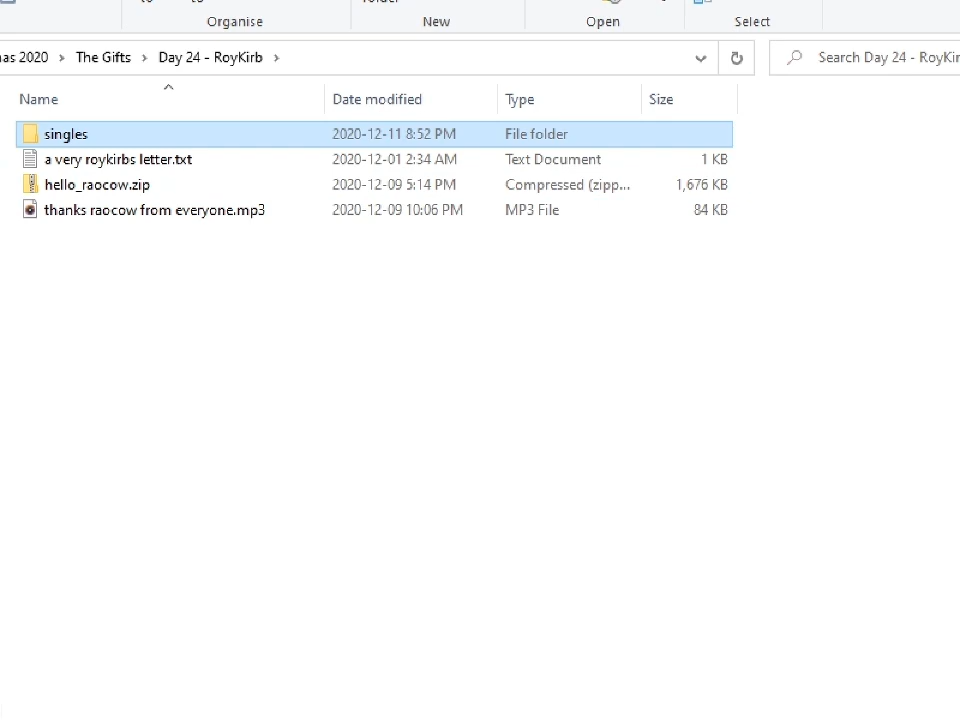 Organise New Open Select
2020 > The Gifts > Day 24 - RoyKirb > Search Day 24 -
Name Date modified Type Size
singles 2020-12-11 8:52 PM File folder
a very roykirbs letter.txt 2020-12-01 2:34 AM Text Document 1 KB
hello_raocow.zip 2020-12-09 5:14 PM Compressed (zipp... 1,676 KB
thanks raocow from everyone.mp3 2020-12-09 10:06 PM MP3 File 84 KB